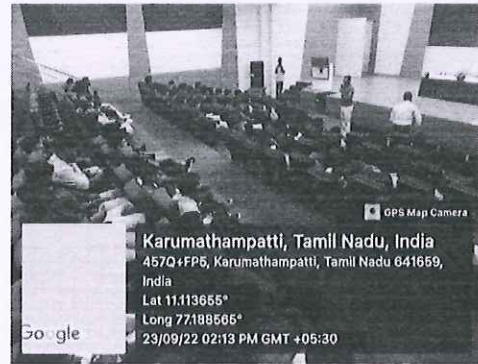 GPS Map Camera
Karumathampatti, Tamil Nadu, India
457Q+FP5, Karumathampatti, Tamil Nadu 641659,
India
Lat 11.113655°
Long 77.188565°
23/09/22 02:13 PM GMT +05:30
Google